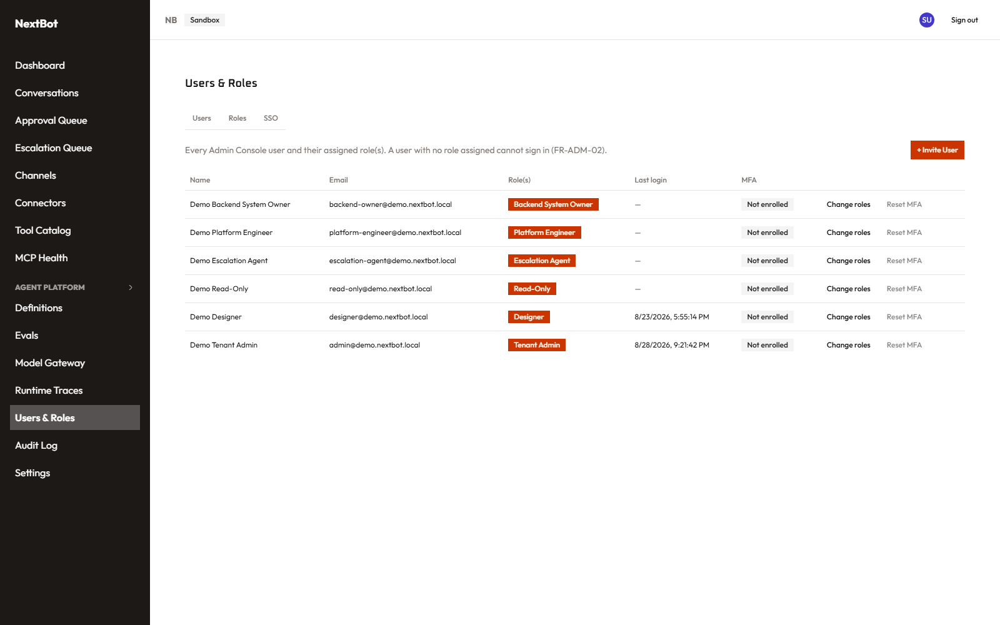 NextBot
Dashboard
Conversations
Approval Queue
Escalation Queue
Channels
Connectors
Tool Catalog
MCP Health
AGENT PLATFORM
Definitions
Evals
Model Gateway
Runtime Traces
Users & Roles
Audit Log
Settings
NB Sandbox SU Sign out
Users & Roles
Users Roles SSO
Every Admin Console user and their assigned role(s). A user with no role assigned cannot sign in (FR-ADM-02). + Invite User
Name Email Role(s) Last login MFA
Demo Backend System Owner backend-owner@demo.nextbot.local Backend System Owner — Not enrolled Change roles Reset MFA
Demo Platform Engineer platform-engineer@demo.nextbot.local Platform Engineer — Not enrolled Change roles Reset MFA
Demo Escalation Agent escalation-agent@demo.nextbot.local Escalation Agent — Not enrolled Change roles Reset MFA
Demo Read-Only read-only@demo.nextbot.local Read-Only — Not enrolled Change roles Reset MFA
Demo Designer designer@demo.nextbot.local Designer 8/23/2026, 5:55:14 PM Not enrolled Change roles Reset MFA
Demo Tenant Admin admin@demo.nextbot.local Tenant Admin 8/28/2026, 9:21:42 PM Not enrolled Change roles Reset MFA